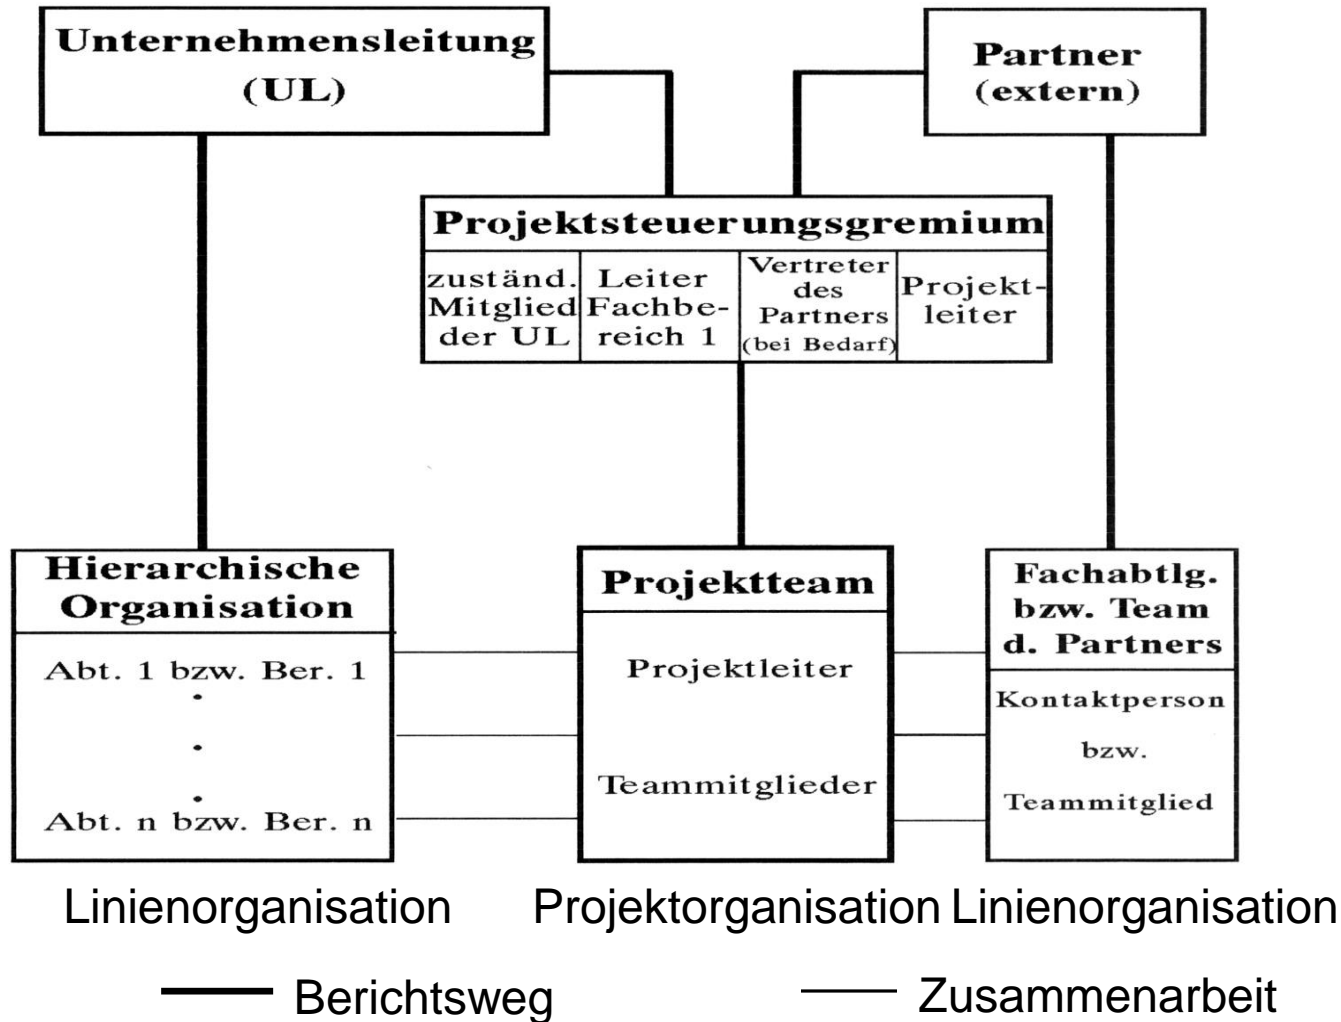 Unternehmensleitung
(UL)
Partner
(extern)
Projektsteuerungsgremium
zuständ.
Mitglied
der UL
Leiter
Fachbe-
reich 1
Vertreter
des
Partners
(bei Bedarf)
Projekt-
leiter
Hierarchische
Organisation
Abt. 1 bzw. Ber. 1
.
.
.
Abt. n bzw. Ber. n
Projektteam
Projektleiter
Teammitglieder
Fachabtlg.
bzw. Team
d. Partners
Kontaktperson
bzw.
Teammitglied
Linienorganisation
Projektorganisation
Linienorganisation
Berichtsweg
Zusammenarbeit